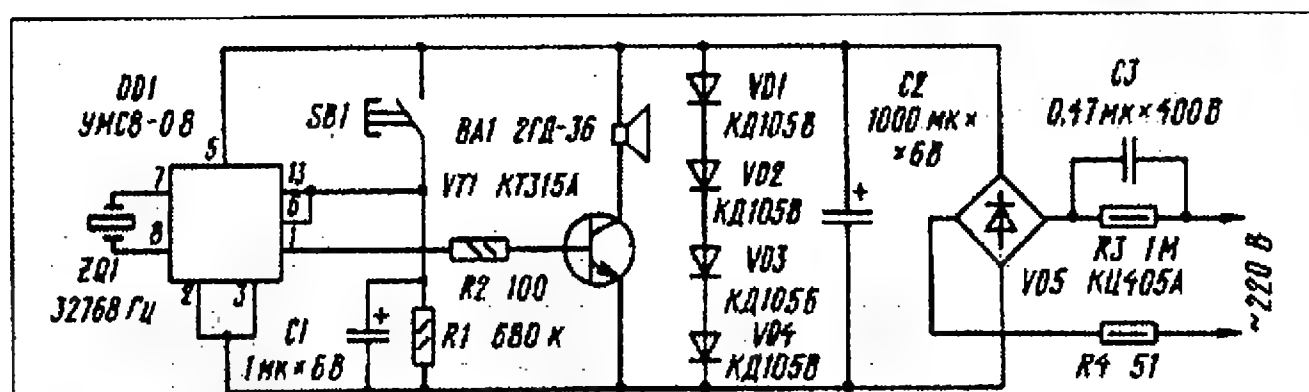 DD1
УМС8-08
5
7
8
13
6
1
2
3
ZQ1
32768 Гц
SB1
C1
1мк×6В
R1 680 к
R2 100
VT1 КТ315А
BA1 2ГД-36
VD1
КД105В
VD2
КД105В
VD3
КД105Б
VD4
КД105В
C2
1000 мк ×
×6В
C3
0,47мк×400В
R3 1М
VD5 КЦ405А
R4 51
~220 В